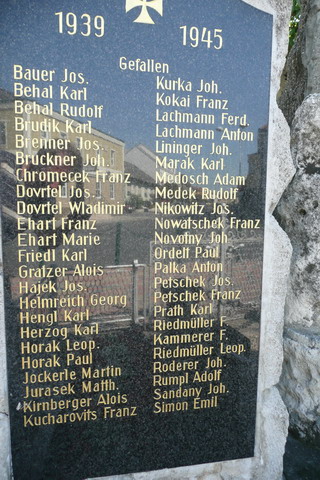 1939
1945
Gefallen
Bauer Jos.
Behal Karl
Behal Rudolf
Brudik Karl
Brenner Jos.
Bruckner Joh.
Chromecek Franz
Dovrtel Jos.
Dovrtel Wladimir
Ehart Franz
Ehart Marie
Friedl Karl
Gratzer Alois
Hajek Jos.
Helmreich Georg
Hengl Karl
Herzog Karl
Horak Leop.
Horak Paul
Jöckerle Martin
Jurasek Matth.
Kirnberger Alois
Kucharovits Franz
Kurka Joh.
Kokai Franz
Lachmann Ferd.
Lachmann Anton
Lininger Joh.
Marak Karl
Medosch Adam
Medek Rudolf
Nikowitz Jos.
Nowatschek Franz
Novotny Joh.
Ordelt Paul
Palka Anton
Petschek Jos.
Petschek Franz
Prath Karl
Riedmüller F.
Kammerer F.
Riedmüller Leop.
Roderer Joh.
Rumpl Adolf
Sandany Joh.
Simon Emil